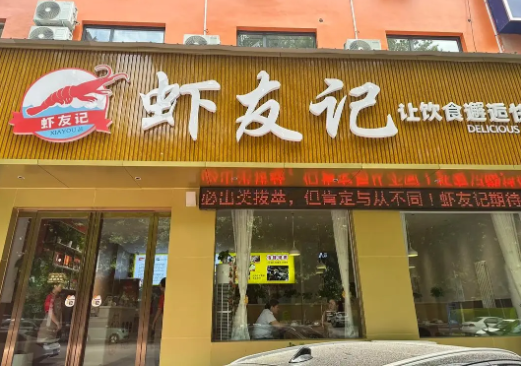 虾友记
XIAYOUJI
虾友记
让饮食邂逅
DELICIOUS
必出类拔萃，但肯定与从不同！虾友记期待